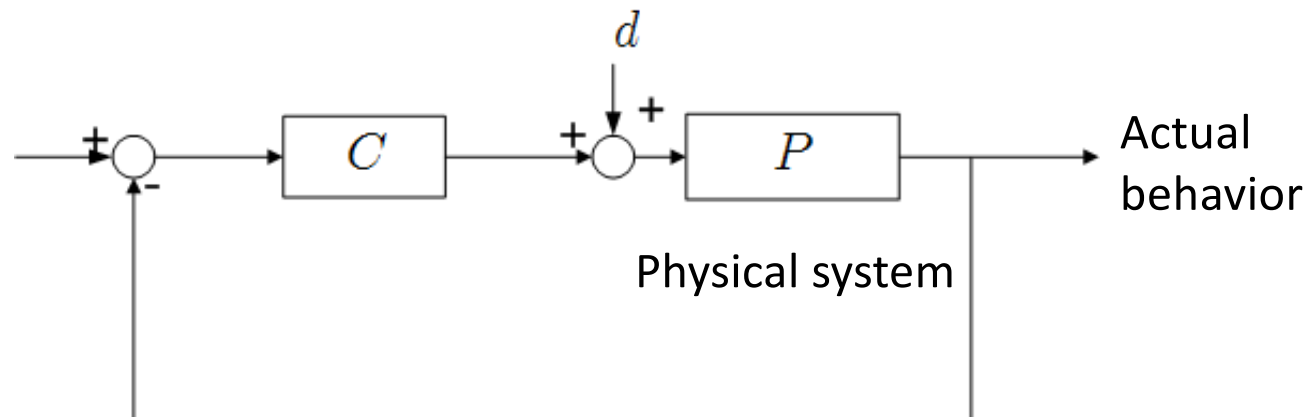 d
+
+
+
C
P
-
Actual
behavior
Physical system